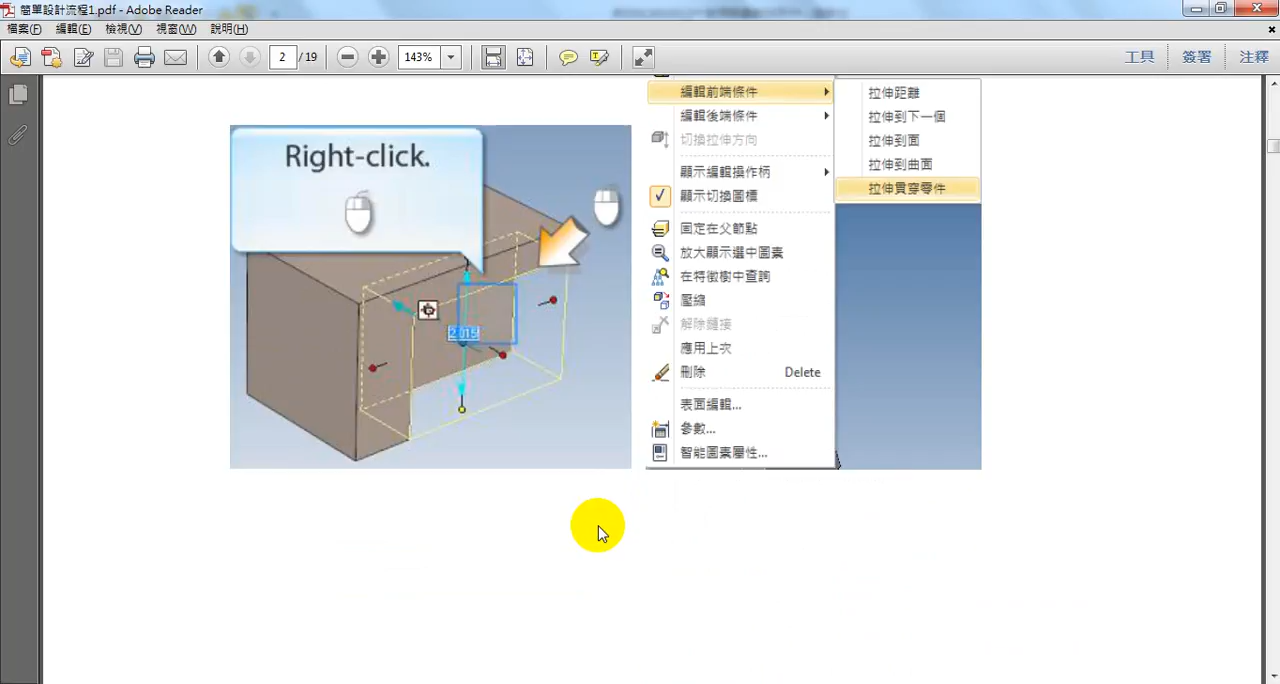 簡單設計流程1.pdf - Adobe Reader
檔案(F) 編輯(E) 檢視(V) 視窗(W) 說明(H)
2 / 19 143% 工具 簽署 注釋
編輯前端條件
編輯後端條件
切換拉伸方向
顯示編輯操作柄
顯示切換圖標
固定在父節點
放大顯示選中圖素
在特徵樹中查詢
壓縮
解除鏈接
應用上次
刪除 Delete
表面編輯...
參數...
智能圖素屬性...
拉伸距離
拉伸到下一個
拉伸到面
拉伸到曲面
拉伸貫穿零件
Right-click.
2.015